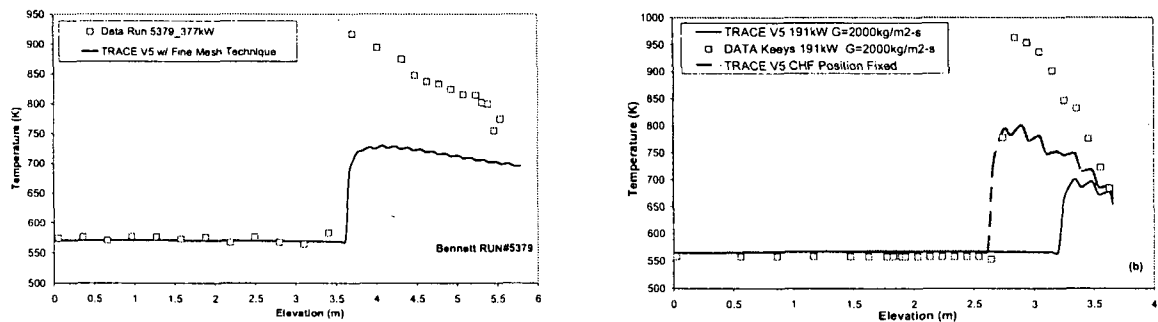 950
900
850
800
750
700
650
600
550
500
Temperature (K)
Data Run 5379_377kW
TRACE V5 w/ Fine Mesh Technique
Bennett RUN#5379
0 0.5 1 1.5 2 2.5 3 3.5 4 4.5 5 5.5 6
Elevation (m)
1000
950
900
850
800
750
700
650
600
550
500
Temperature (K)
TRACE V5 191kW G=2000kg/m2-s
DATA Keeys 191kW G=2000kg/m2-s
TRACE V5 CHF Position Fixed
(b)
0 0.5 1 1.5 2 2.5 3 3.5 4
Elevation (m)